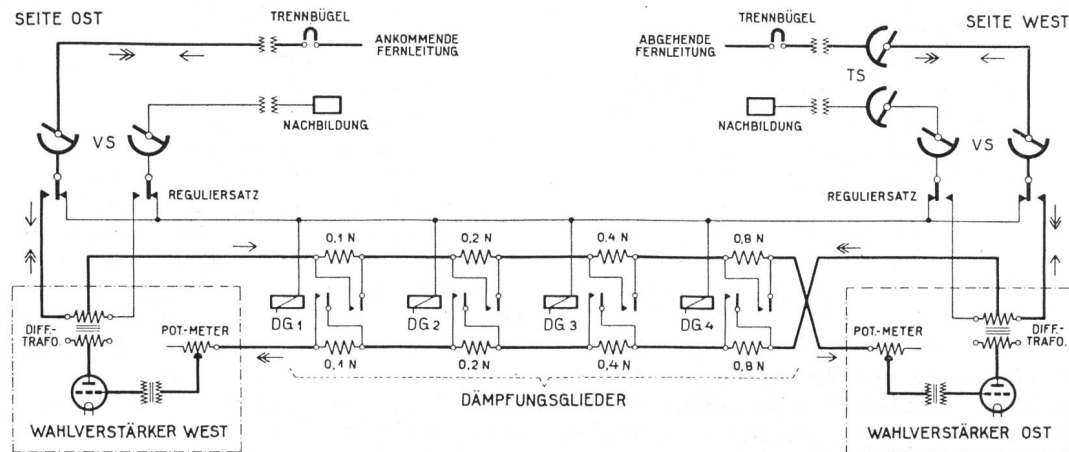 SEITE OST
TRENNBÜGEL
ANKOMMENDE
FERNLEITUNG
NACHBILDUNG
VS
REGULIERSATZ
TRENNBÜGEL
SEITE WEST
ABGEHENDE
FERNLEITUNG
TS
NACHBILDUNG
VS
REGULIERSATZ
0,1 N
0,2 N
0,4 N
0,8 N
DG.1
DG.2
DG.3
DG.4
0,1 N
0,2 N
0,4 N
0,8 N
DÄMPFUNGSGLIEDER
DIFF.-
TRAFO.
POT.-METER
WAHLVERSTÄRKER WEST
POT.-METER
DIFF.-
TRAFO.
WAHLVERSTÄRKER OST